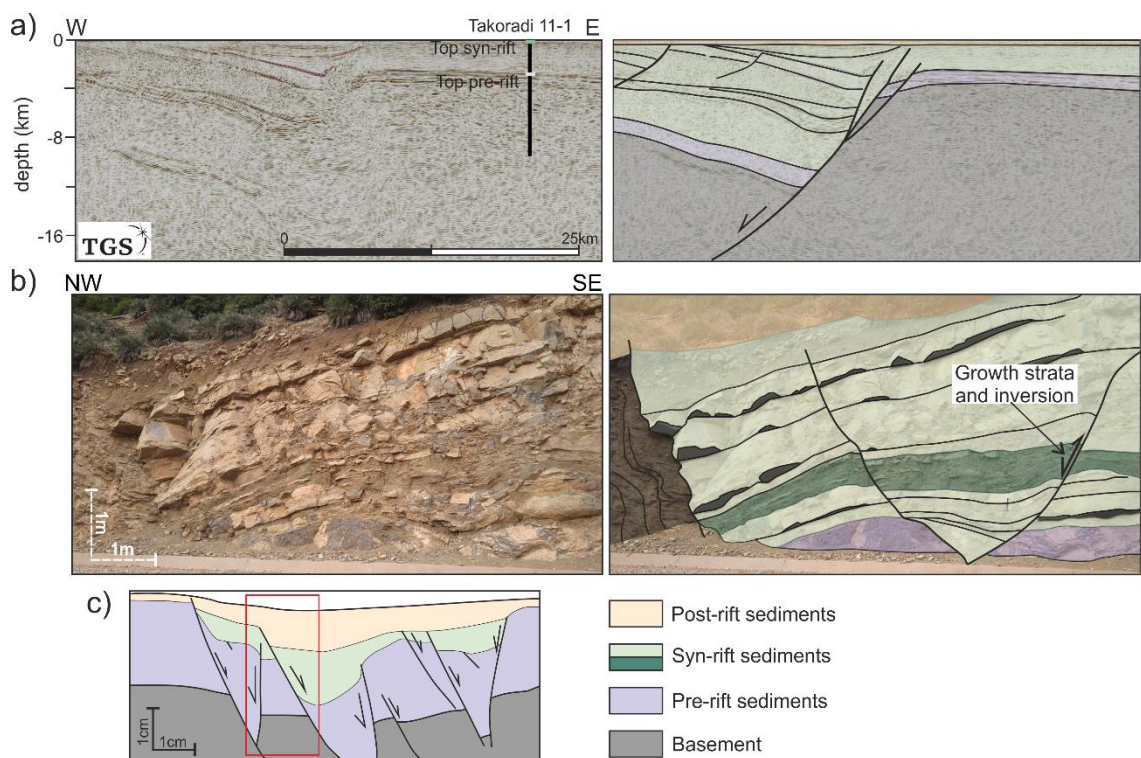 a)
W
Takoradi 11-1
E
0
Top syn-rift
Top pre-rift
depth (km)
-8
-16
TGS
0
25km
b)
NW
SE
1m
1m
Growth strata
and inversion
c)
1cm
1cm
Post-rift sediments
Syn-rift sediments
Pre-rift sediments
Basement